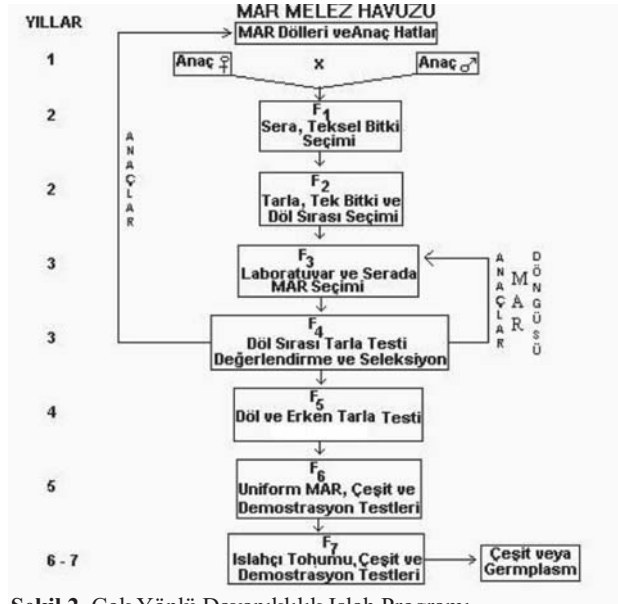 MAR MELEZ HAVUZU
YILLAR
MAR Dölleri veAnaç Hatlar
1
Anaç ♀
x
Anaç ♂
2
F1
Sera, Teksel Bitki
Seçimi
ANAÇLAR
2
F2
Tarla, Tek Bitki ve
Döl Sırası Seçimi
3
F3
Laboratuvar ve Serada
MAR Seçimi
ANAÇLAR
MAR
DÖNGÜSÜ
3
F4
Döl Sırası Tarla Testi
Değerlendirme ve Seleksiyon
4
F5
Döl ve Erken Tarla Testi
5
F6
Uniform MAR, Çeşit ve
Demostrasyon Testleri
6 - 7
F7
Islahçı Tohumu,Çeşit ve
Demostrasyon Testleri
Çeşit veya
Germplasm
Şekil 2. Çok Yönlü Dayanıklılık Islah Programı